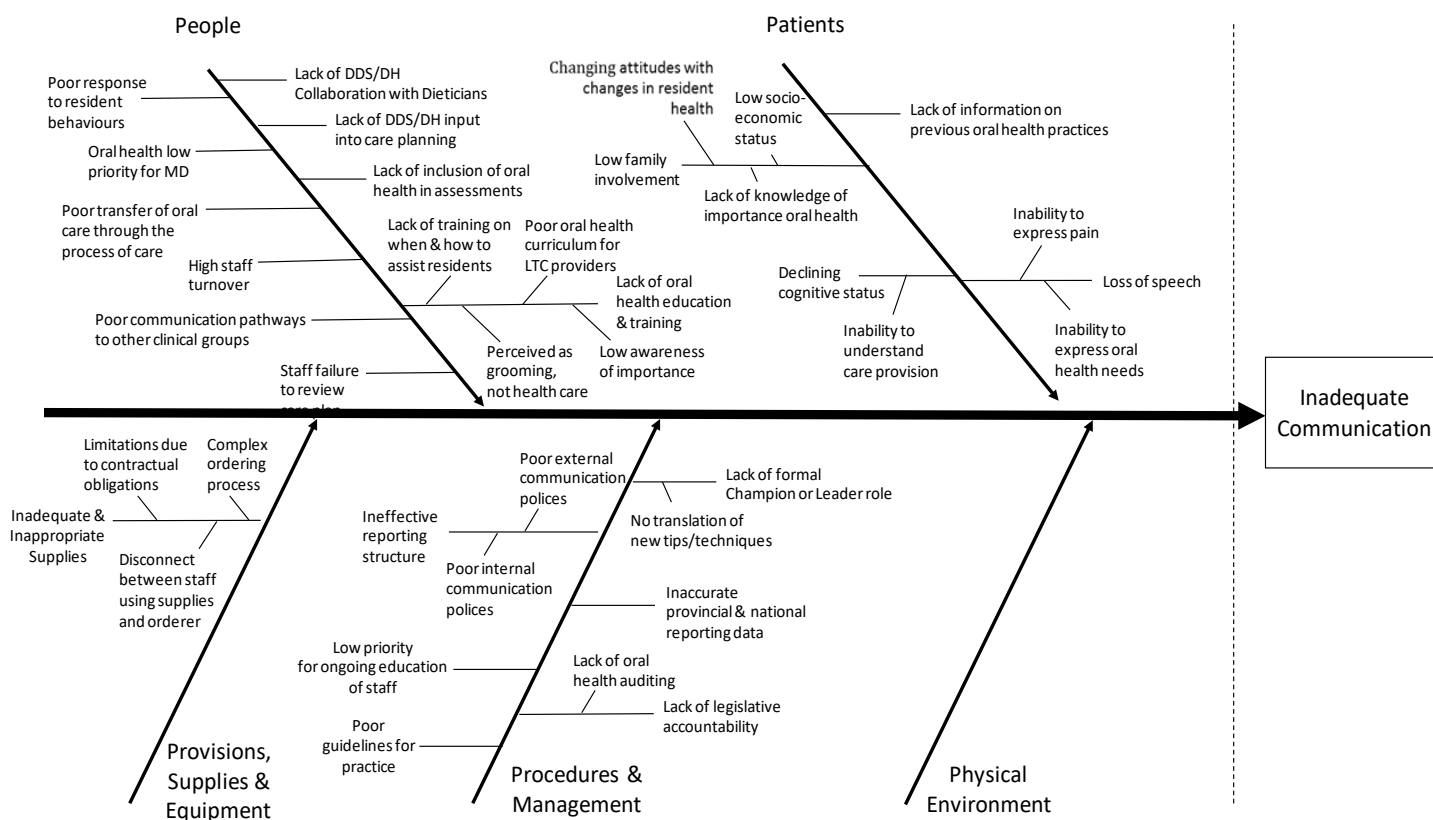 People
Patients
Lack of DDS/DH
Collaboration with Dieticians
Poor response
to resident
behaviours
Lack of DDS/DH input
into care planning
Oral health low
priority for MD
Lack of inclusion of oral
health in assessments
Poor transfer of oral
care through the
process of care
Lack of training on
when & how to
assist residents
Poor oral health
curriculum for
LTC providers
High staff
turnover
Lack of oral
health education
& training
Poor communication pathways
to other clinical groups
Perceived as
grooming,
not health care
Low awareness
of importance
Staff failure
to review
care plan
Changing attitudes with
changes in resident
health
Low socio-
economic
status
Lack of information on
previous oral health practices
Low family
involvement
Lack of knowledge of
importance oral health
Inability to
express pain
Declining
cognitive status
Loss of speech
Inability to
understand
care provision
Inability to
express oral
health needs
Inadequate
Communication
Limitations due
to contractual
obligations
Complex
ordering
process
Inadequate &
Inappropriate
Supplies
Disconnect
between staff
using supplies
and orderer
Provisions,
Supplies &
Equipment
Poor external
communication
polices
Lack of formal
Champion or Leader role
Ineffective
reporting
structure
No translation of
new tips/techniques
Poor internal
communication
polices
Inaccurate
provincial & national
reporting data
Low priority
for ongoing education
of staff
Lack of oral
health auditing
Lack of legislative
accountability
Poor
guidelines for
practice
Procedures &
Management
Physical
Environment